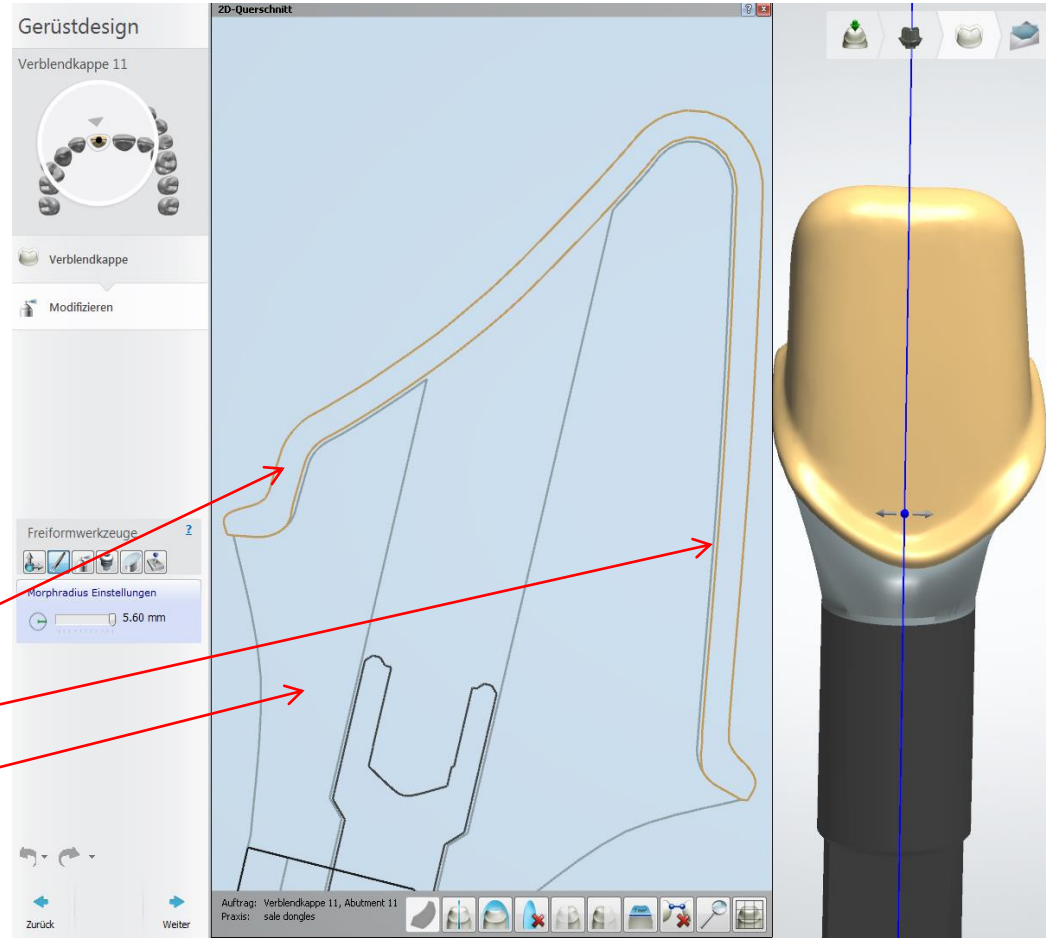 Gerüstdesign
Verblendkappe 11
Verblendkappe
Modifizieren
Freiformwerkzeuge
?
Morphradius Einstellungen
5.60 mm
Zurück
Weiter
2D-Querschnitt
?
Auftrag: Verblendkappe 11, Abutment 11
Praxis: sale dongles